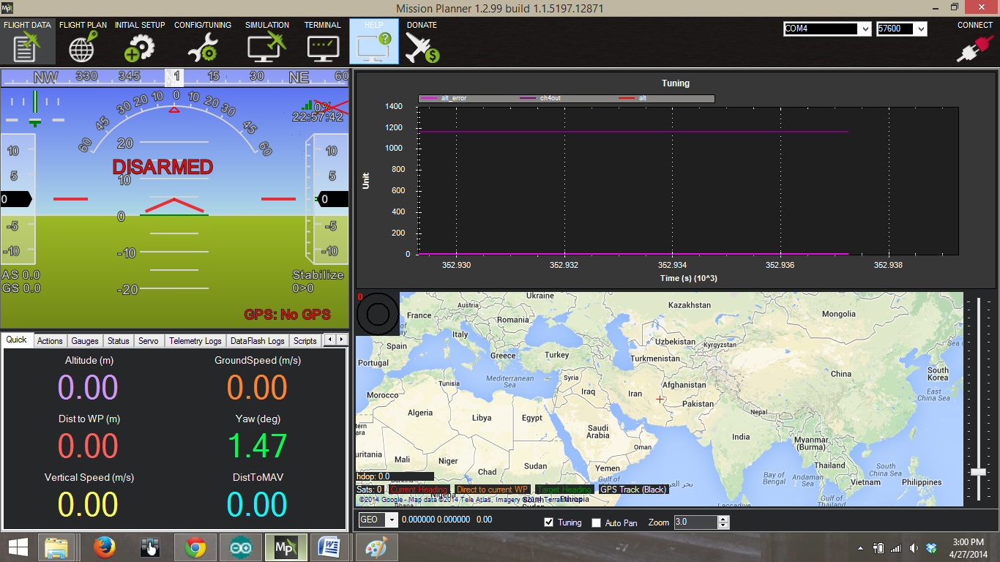 Mission Planner 1.2.99 build 1.1.5197.12871
FLIGHT DATA FLIGHT PLAN INITIAL SETUP CONFIG/TUNING SIMULATION TERMINAL HELP DONATE
COM4 57600 CONNECT
NW 330 345 1 15 30 NE 60
60 45 30 20 10 0 10 20 30 45 60
0%
22:57:42
DISARMED
20
10
0
-10
-20
10
5
0
-5
-10
10
5
0
-5
-10
AS 0.0
GS 0.0
Stabilize
0>0
GPS: No GPS
Quick Actions Gauges Status Servo Telemetry Logs DataFlash Logs Scripts
Altitude (m) GroundSpeed (m/s)
0.00 0.00
Dist to WP (m) Yaw (deg)
0.00 1.47
Vertical Speed (m/s) DistToMAV
0.00 0.00
Tuning
alt_error ch4out alt
Unit
1400
1200
1000
800
600
400
200
0
352.930 352.932 352.934 352.936 352.938
Time (s) (10^3)
0
Ukraine
Austria
Kazakhstan
France
Mongolia
Romania
Italy
Uzbekistan
Kyrgyzstan
Spain
Greece
Turkey
Turkmenistan
Portugal
China
South Korea
Mediterranean Sea
Tunisia
Syria
Afghanistan
East China Sea
Morocco
Iraq
Iran
Pakistan
Nepal
Algeria
Libya
Egypt
Saudi Arabia
India
Myanmar (Burma)
Oman
Mali
Niger
Chad
Sudan
Yemen
Thailand
Bay of Bengal
Andaman Sea
South China Sea
Vietnam
Philippines
Gulf of
Gulf of Thailand
Ethiopia
hdop: 0.0
Sats: 0 Current Heading Direct to current WP Target Heading GPS Track (Black)
©2014 Google - Map data ©2014 Tele Atlas, Imagery ©2014 TerraMetrics
GEO 0.000000 0.000000 0.00 Tuning Auto Pan Zoom 3.0
3:00 PM
4/27/2014